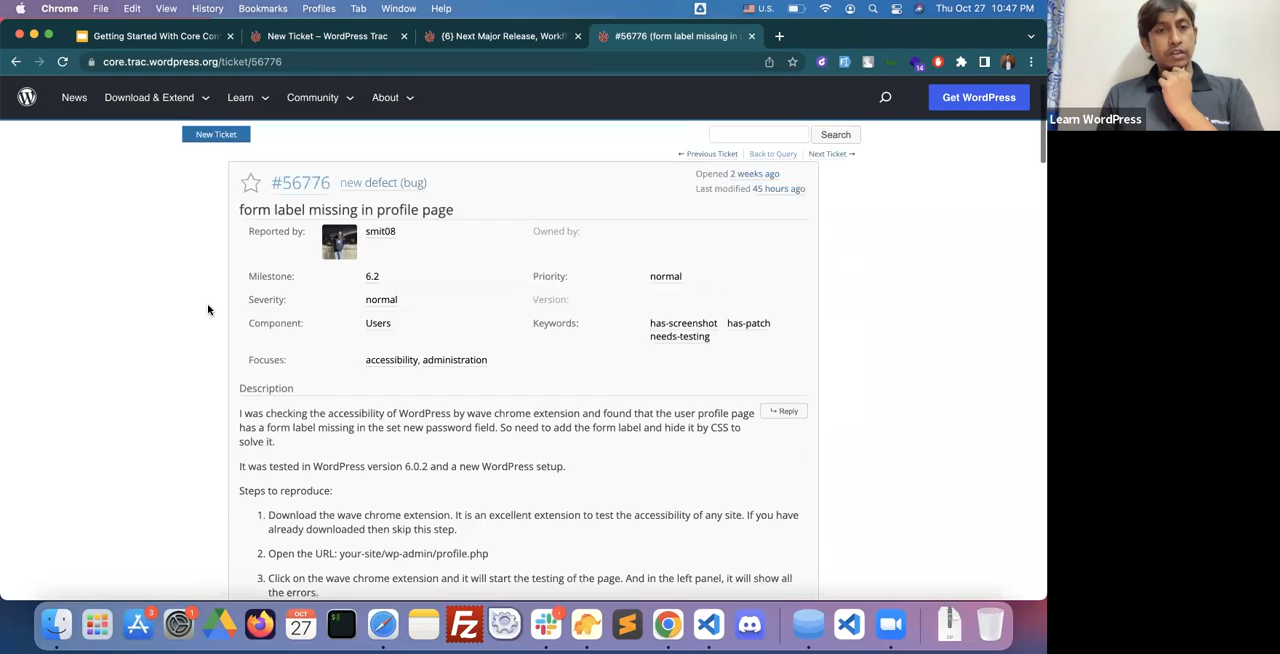 Chrome File Edit View History Bookmarks Profiles Tab Window Help U.S. Thu Oct 27 10:47 PM
Getting Started With Core Con × New Ticket – WordPress Trac × {6} Next Major Release, Workf × #56776 (form label missing in × +
core.trac.wordpress.org/ticket/56776
14
News Download & Extend Learn Community About Get WordPress
Learn WordPress
New Ticket Search
← Previous Ticket Back to Query Next Ticket →
#56776 new defect (bug)
Opened 2 weeks ago
Last modified 45 hours ago
form label missing in profile page
Reported by: smit08 Owned by:
Milestone: 6.2 Priority: normal
Severity: normal Version:
Component: Users Keywords: has-screenshot has-patch
needs-testing
Focuses: accessibility, administration
Description
Reply
I was checking the accessibility of WordPress by wave chrome extension and found that the user profile page
has a form label missing in the set new password field. So need to add the form label and hide it by CSS to
solve it.
It was tested in WordPress version 6.0.2 and a new WordPress setup.
Steps to reproduce:
1. Download the wave chrome extension. It is an excellent extension to test the accessibility of any site. If you have
already downloaded then skip this step.
2. Open the URL: your-site/wp-admin/profile.php
3. Click on the wave chrome extension and it will start the testing of the page. And in the left panel, it will show all
the errors.
3 1 OCT
27
Fz
ZIP